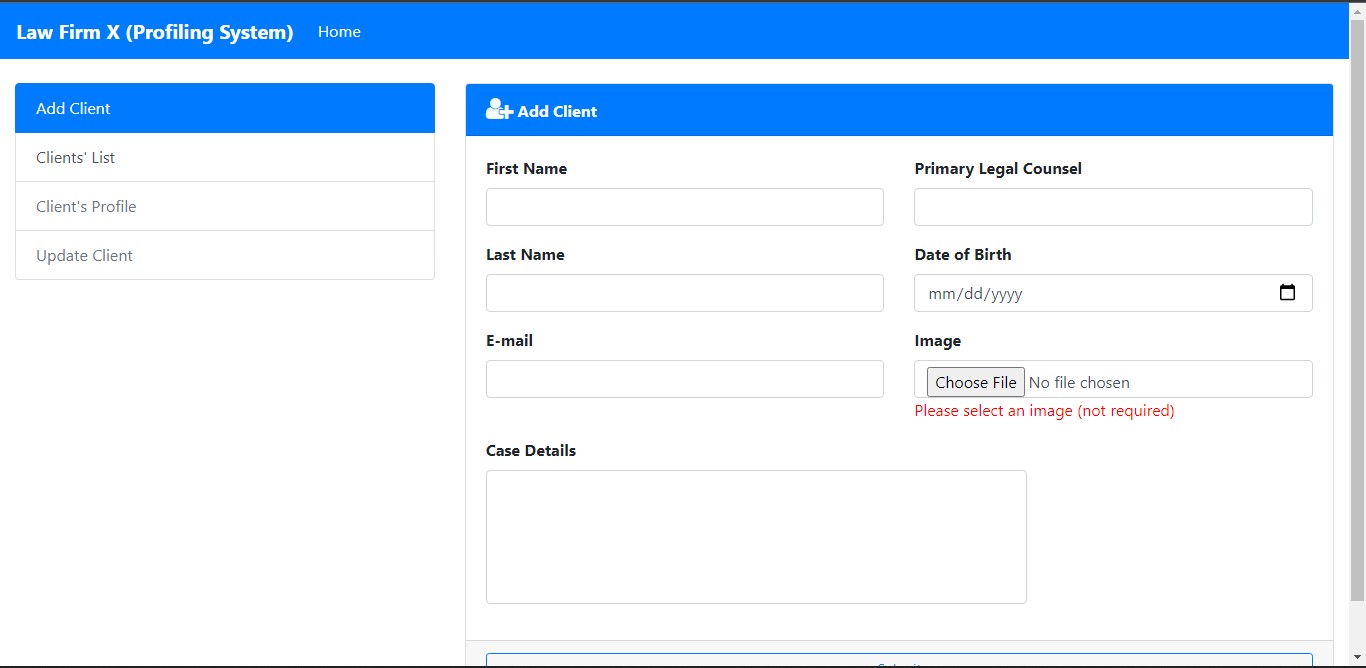 Law Firm X (Profiling System) Home
Add Client
Clients' List
Client's Profile
Update Client
Add Client
First Name
Primary Legal Counsel
Last Name
Date of Birth
mm/dd/yyyy
E-mail
Image
Choose File No file chosen
Please select an image (not required)
Case Details